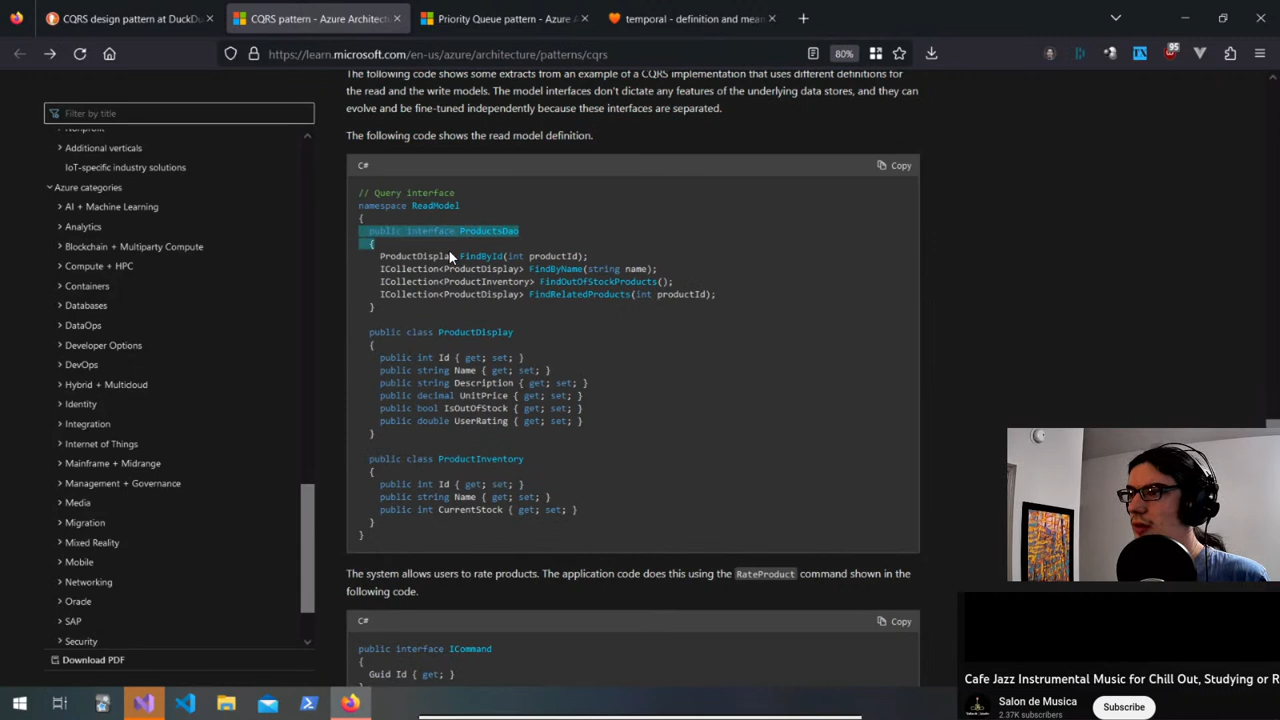 CQRS design pattern at DuckDu
CQRS pattern - Azure Architect
Priority Queue pattern - Azure A
temporal - definition and mean
https://learn.microsoft.com/en-us/azure/architecture/patterns/cqrs
80%
95
Filter by title
Nonprofit
Additional verticals
IoT-specific industry solutions
Azure categories
AI + Machine Learning
Analytics
Blockchain + Multiparty Compute
Compute + HPC
Containers
Databases
DataOps
Developer Options
DevOps
Hybrid + Multicloud
Identity
Integration
Internet of Things
Mainframe + Midrange
Management + Governance
Media
Migration
Mixed Reality
Mobile
Networking
Oracle
SAP
Security
Download PDF
The following code shows some extracts from an example of a CQRS implementation that uses different definitions for
the read and the write models. The model interfaces don't dictate any features of the underlying data stores, and they can
evolve and be fine-tuned independently because these interfaces are separated.
The following code shows the read model definition.
C#
Copy
// Query interface
namespace ReadModel
{
public interface ProductsDao
{
ProductDisplay FindById(int productId);
ICollection<ProductDisplay> FindByName(string name);
ICollection<ProductInventory> FindOutOfStockProducts();
ICollection<ProductDisplay> FindRelatedProducts(int productId);
}
public class ProductDisplay
{
public int Id { get; set; }
public string Name { get; set; }
public string Description { get; set; }
public decimal UnitPrice { get; set; }
public bool IsOutOfStock { get; set; }
public double UserRating { get; set; }
}
public class ProductInventory
{
public int Id { get; set; }
public string Name { get; set; }
public int CurrentStock { get; set; }
}
}
The system allows users to rate products. The application code does this using the RateProduct command shown in the
following code.
C#
Copy
public interface ICommand
{
Guid Id { get; }
Cafe Jazz Instrumental Music for Chill Out, Studying or R
Salon de Musica
2.37K subscribers
Subscribe